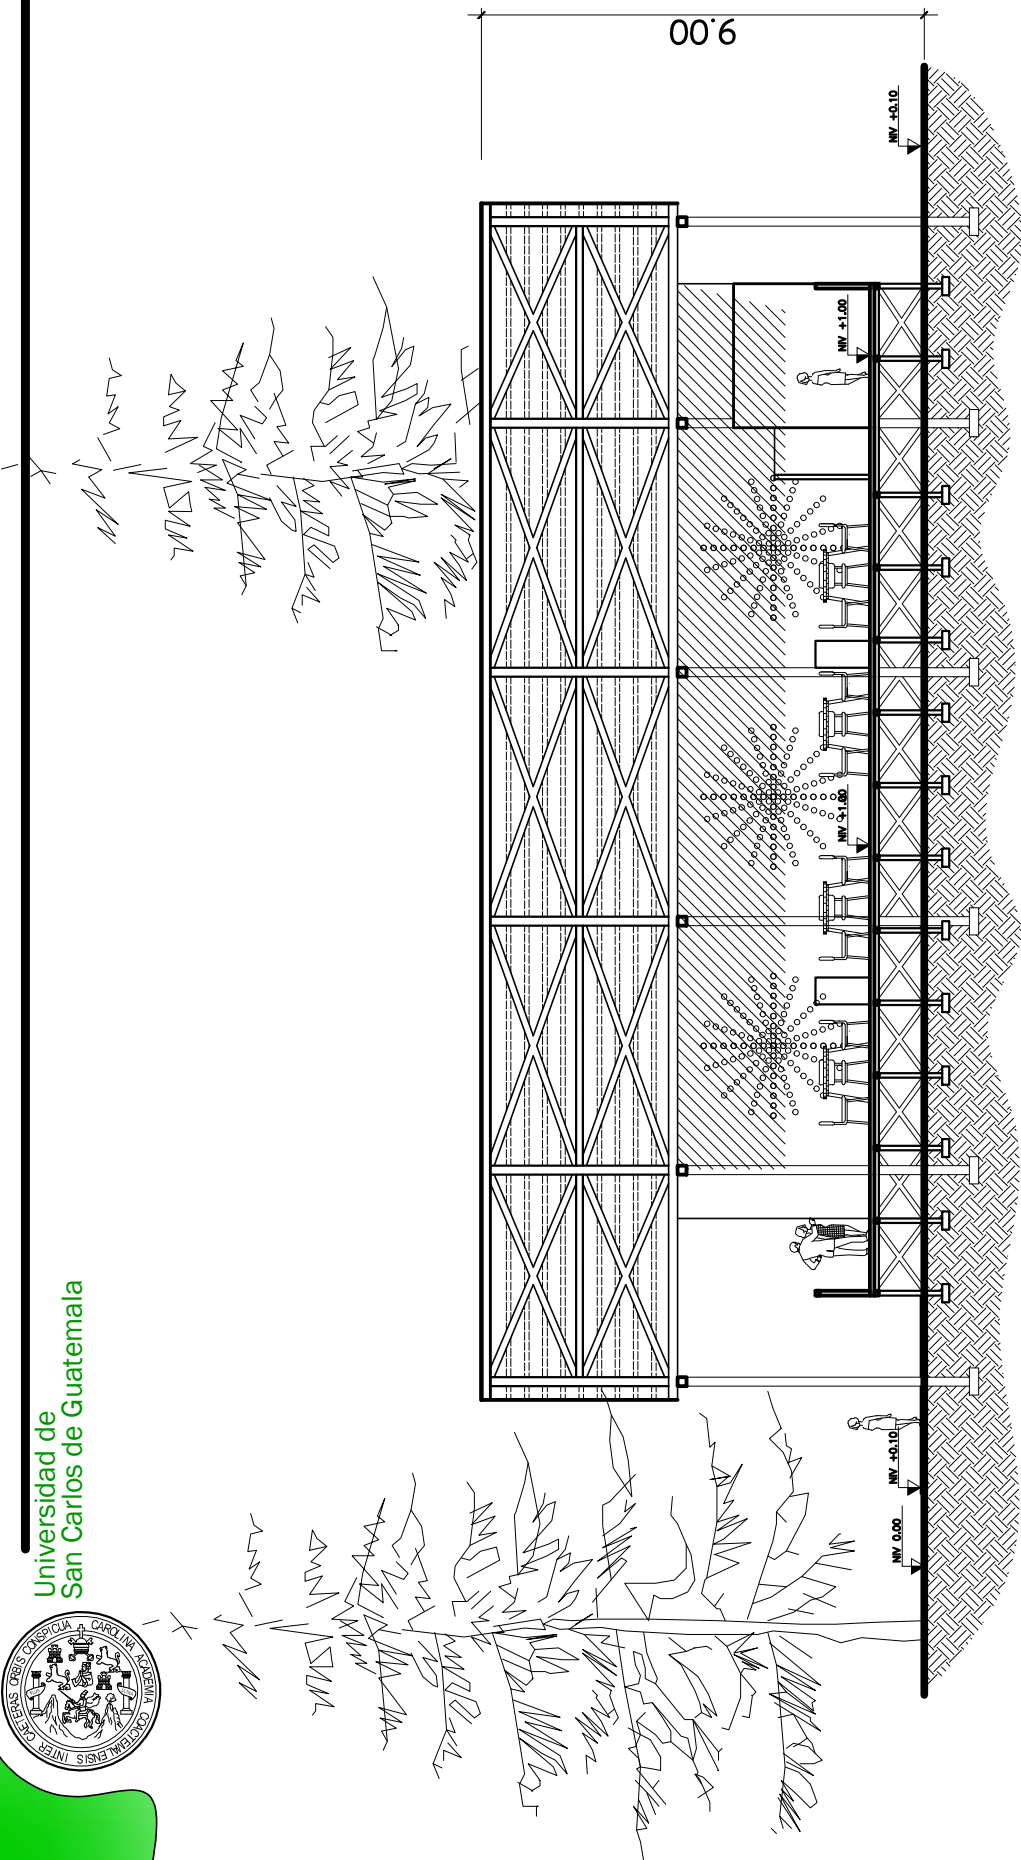 CAROLINA ACADEMIA COACTEMALENSIS INTER CAETERAS ORBIS CONSPICUA
Universidad de
San Carlos de Guatemala
9.00
NIV 0.00
NIV +0.10
NIV +1.00
NIV +1.00
NIV +0.10